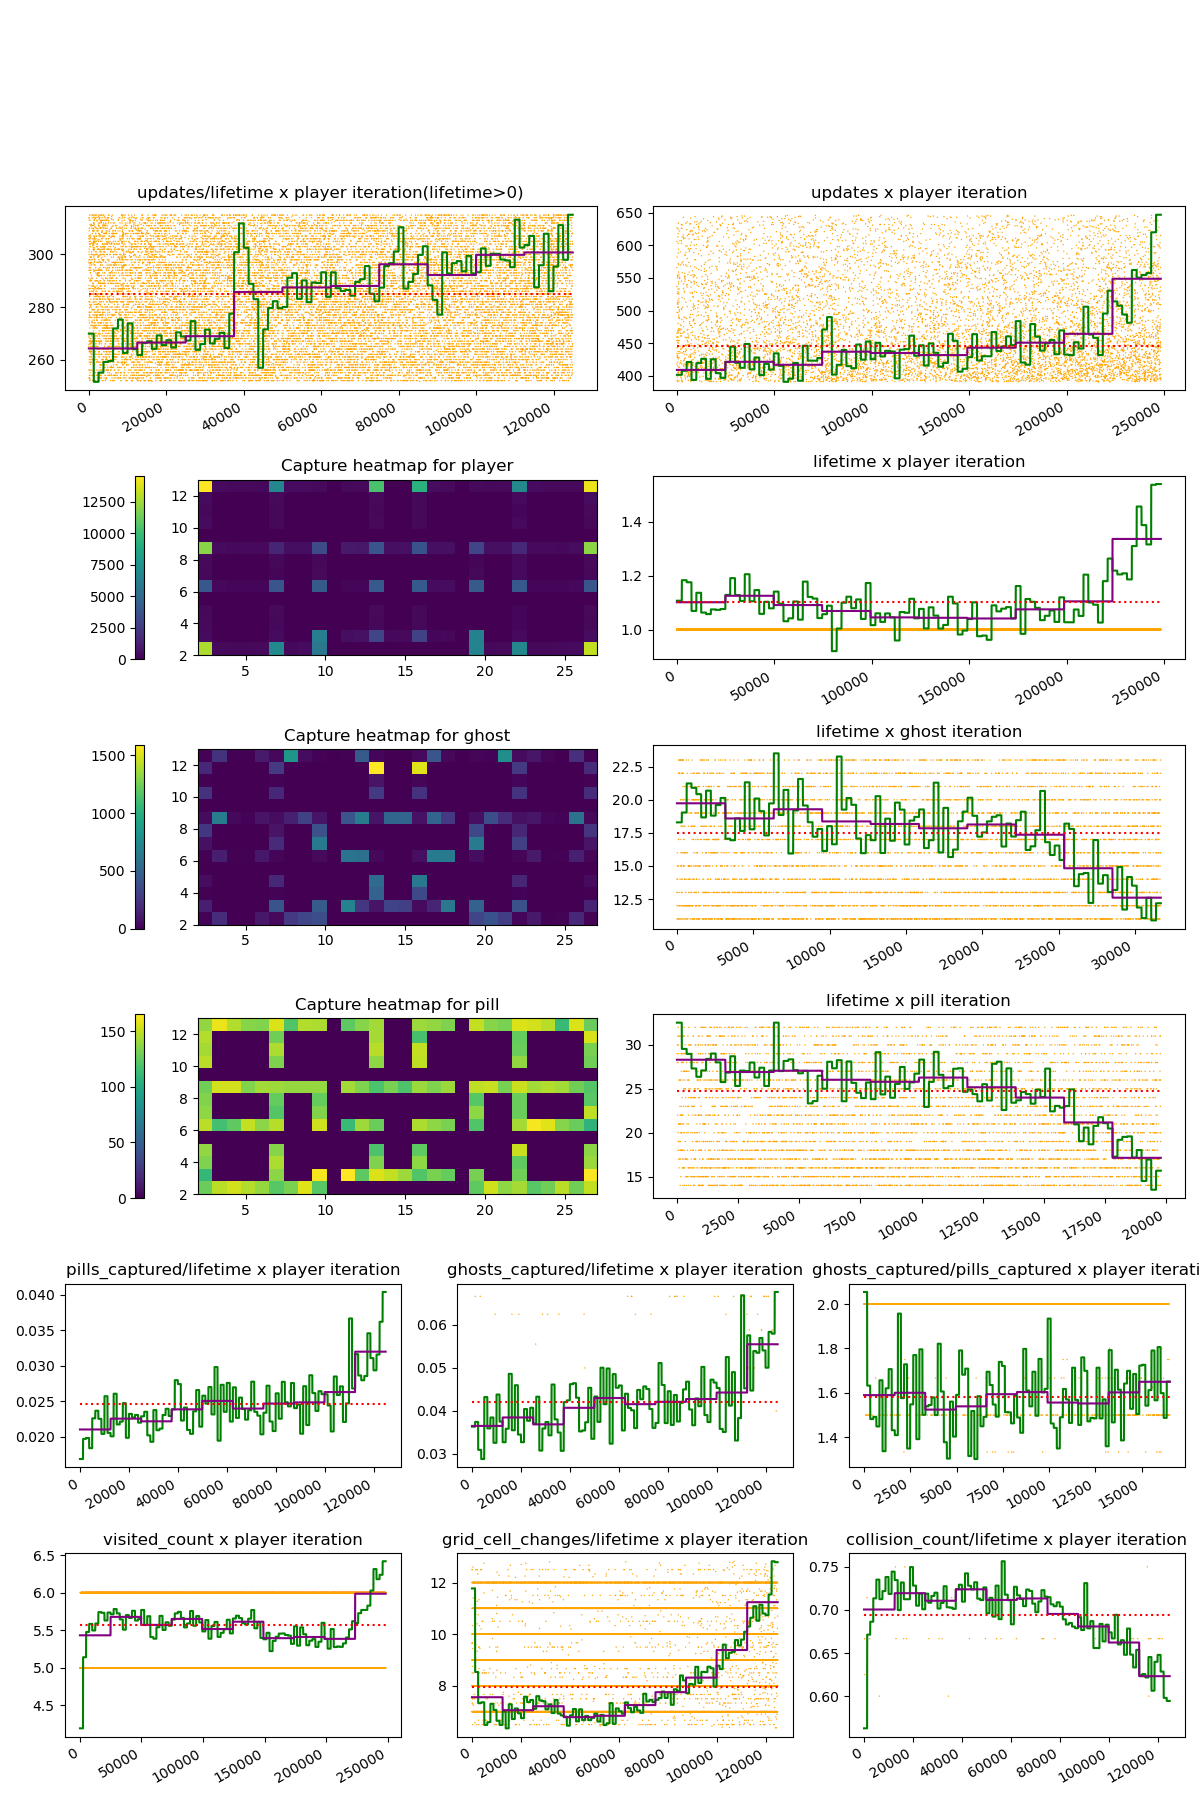 updates/lifetime x player iteration(lifetime>0)
300
280
260
0 20000 40000 60000 80000 100000 120000
updates x player iteration
650
600
550
500
450
400
0 50000 100000 150000 200000 250000
Capture heatmap for player
12500
10000
7500
5000
2500
0
12
10
8
6
4
2
5 10 15 20 25
lifetime x player iteration
1.4
1.2
1.0
0 50000 100000 150000 200000 250000
Capture heatmap for ghost
1500
1000
500
0
12
10
8
6
4
2
5 10 15 20 25
lifetime x ghost iteration
22.5
20.0
17.5
15.0
12.5
0 5000 10000 15000 20000 25000 30000
Capture heatmap for pill
150
100
50
0
12
10
8
6
4
2
5 10 15 20 25
lifetime x pill iteration
30
25
20
15
0 2500 5000 7500 10000 12500 15000 17500 20000
pills_captured/lifetime x player iteration
0.040
0.035
0.030
0.025
0.020
0 20000 40000 60000 80000 100000 120000
ghosts_captured/lifetime x player iteration
0.06
0.05
0.04
0.03
0 20000 40000 60000 80000 100000 120000
ghosts_captured/pills_captured x player iterati
2.0
1.8
1.6
1.4
0 2500 5000 7500 10000 12500 15000
visited_count x player iteration
6.5
6.0
5.5
5.0
4.5
0 50000 100000 150000 200000 250000
grid_cell_changes/lifetime x player iteration
12
10
8
0 20000 40000 60000 80000 100000 120000
collision_count/lifetime x player iteration
0.75
0.70
0.65
0.60
0 20000 40000 60000 80000 100000 120000